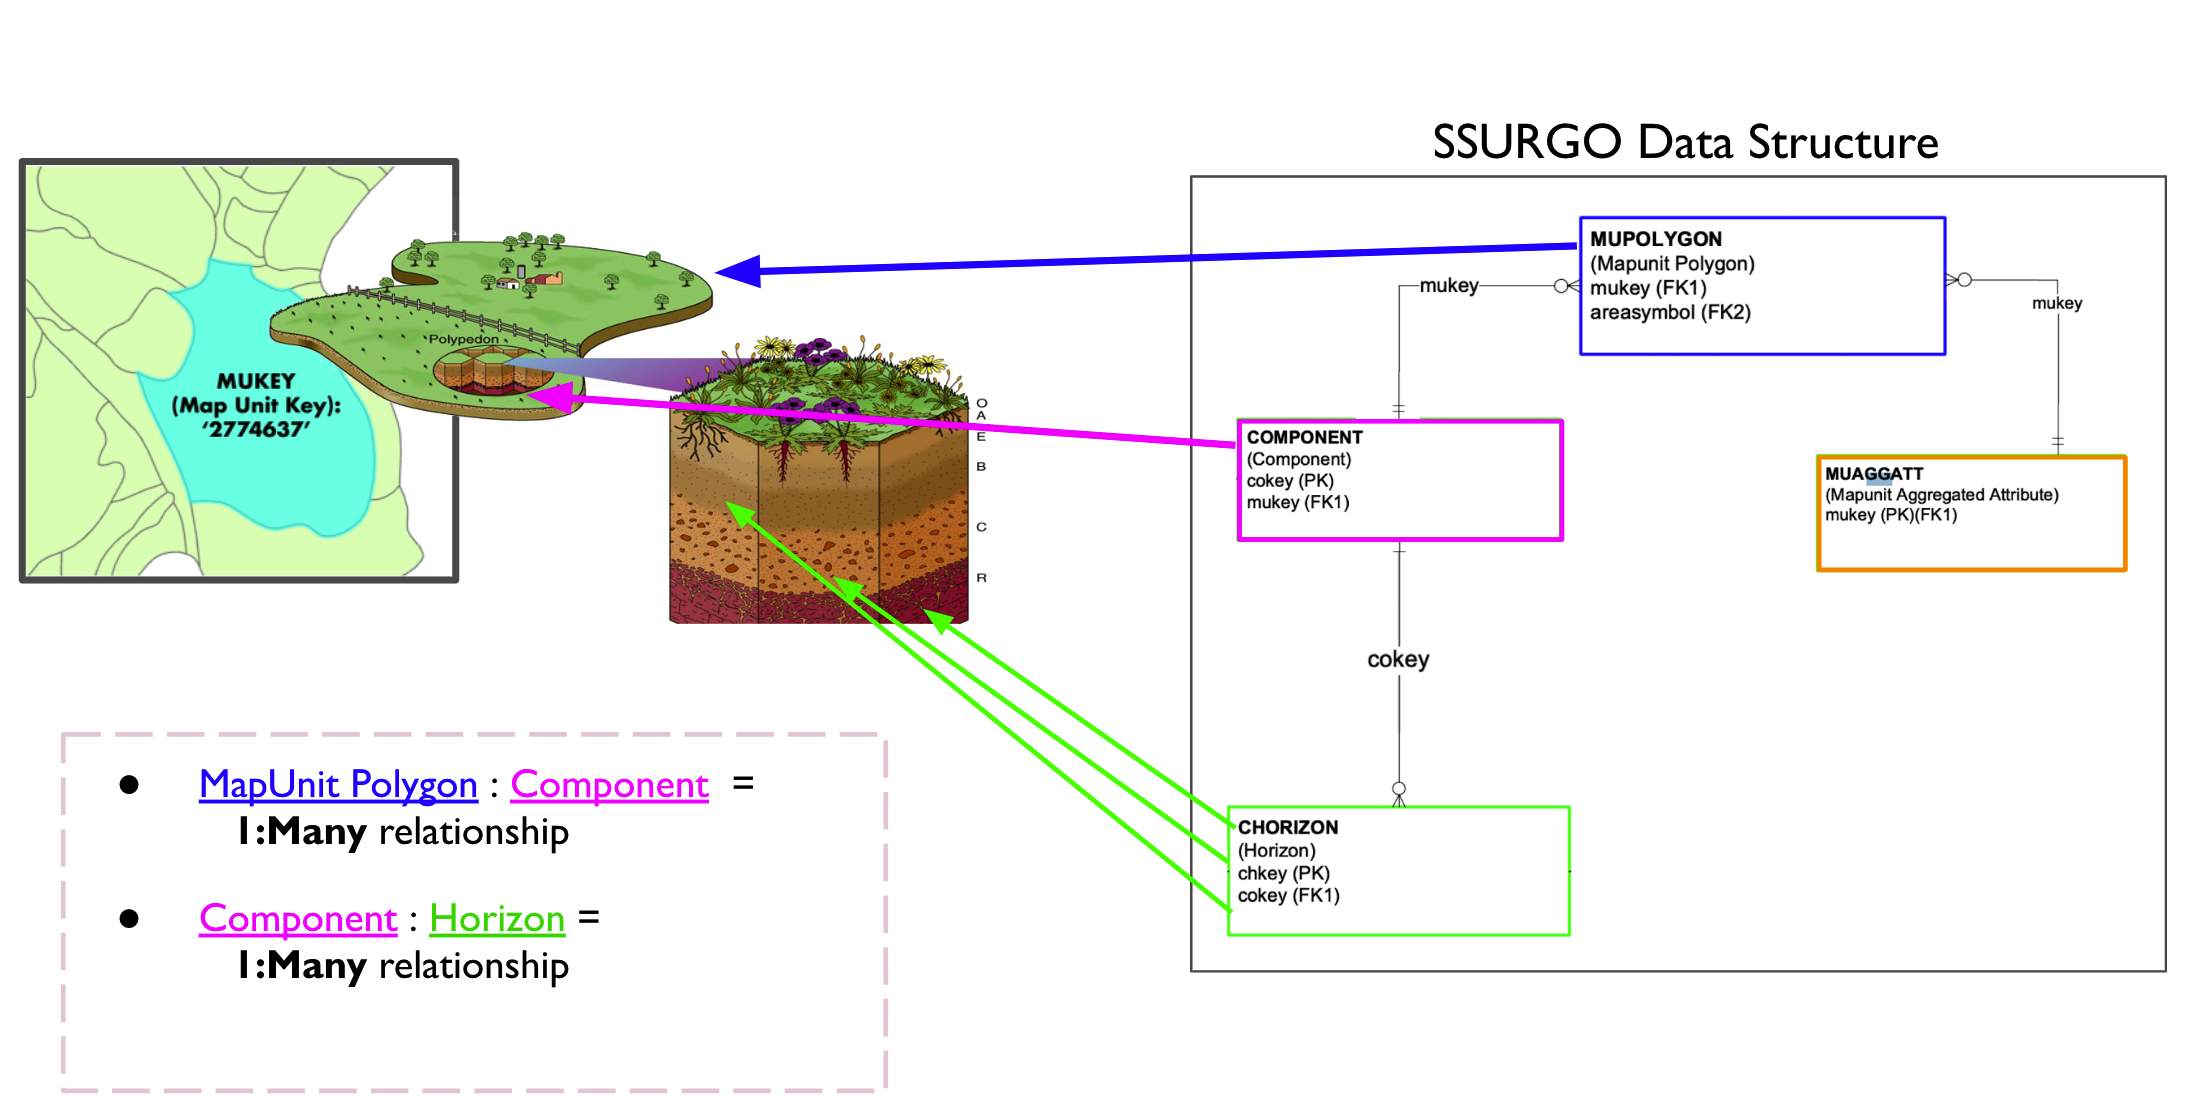 SSURGO Data Structure
MUKEY
(Map Unit Key):
‘2774637’
Polypedon
O
A
E
B
C
R
MUPOLYGON
(Mapunit Polygon)
mukey (FK1)
areasymbol (FK2)
mukey
mukey
COMPONENT
(Component)
cokey (PK)
mukey (FK1)
MUAGGATT
(Mapunit Aggregated Attribute)
mukey (PK)(FK1)
cokey
CHORIZON
(Horizon)
chkey (PK)
cokey (FK1)
● MapUnit Polygon : Component =
1:Many relationship
● Component : Horizon =
1:Many relationship